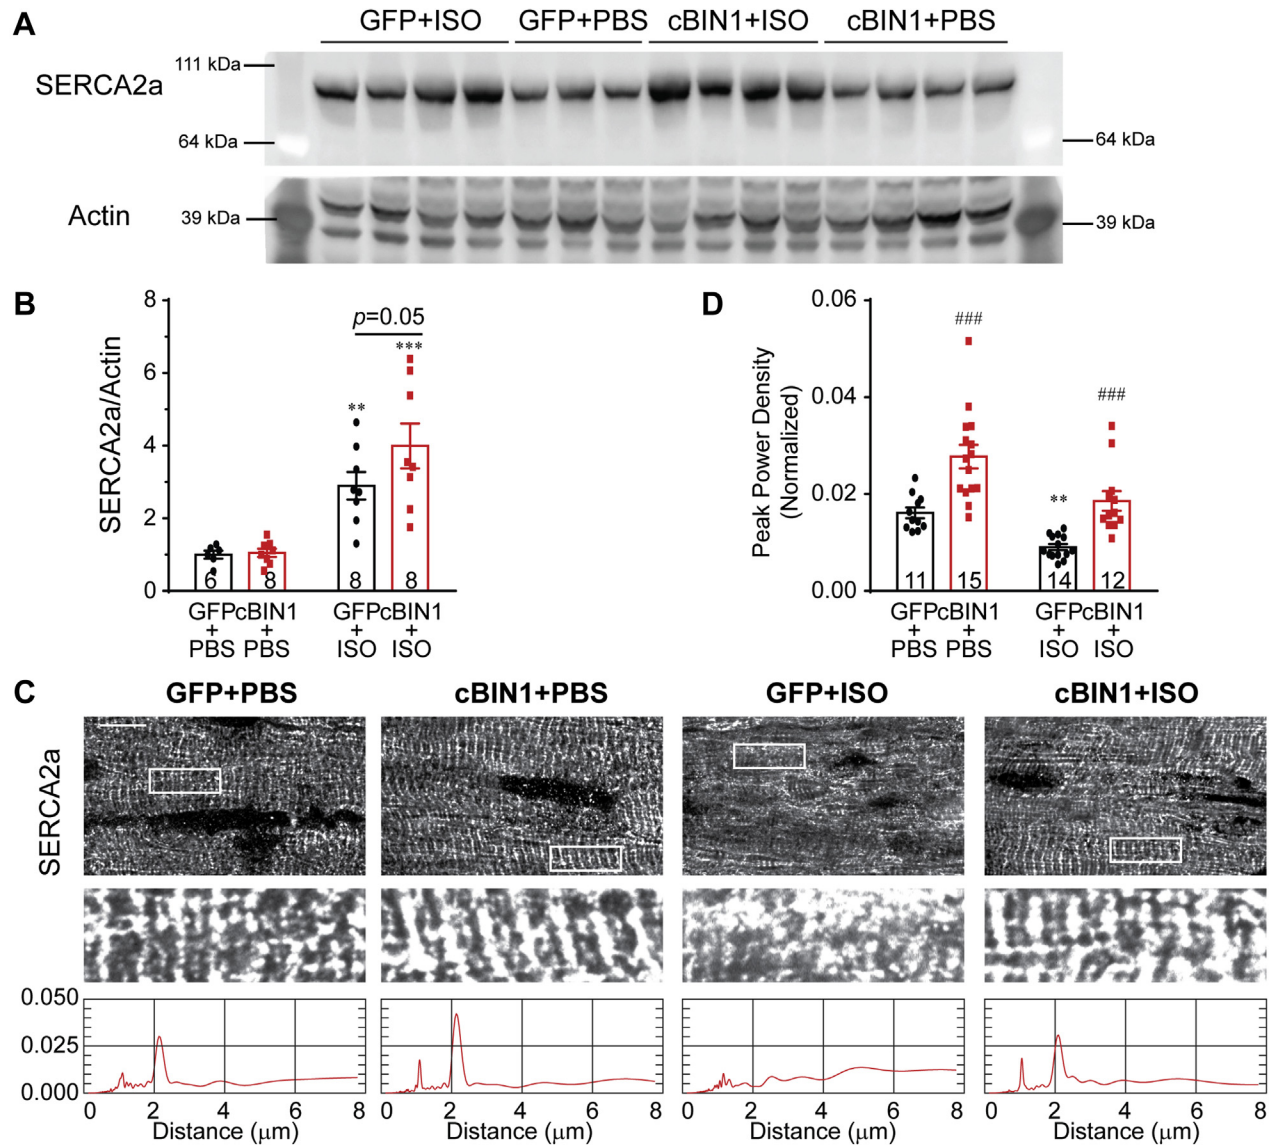 A
GFP+ISO GFP+PBS cBIN1+ISO cBIN1+PBS
111 kDa
SERCA2a
64 kDa 64 kDa
Actin 39 kDa 39 kDa
B
8
6
4
2
0
SERCA2a/Actin
p=0.05
**
***
6 8 8 8
GFP cBIN1 GFP cBIN1
+ + + +
PBS PBS ISO ISO
D
0.06
0.04
0.02
0.00
Peak Power Density
(Normalized)
###
**
###
11 15 14 12
GFP cBIN1 GFP cBIN1
+ + + +
PBS PBS ISO ISO
C
GFP+PBS cBIN1+PBS GFP+ISO cBIN1+ISO
SERCA2a
0.050
0.025
0.000
0 2 4 6 8 0 2 4 6 8 0 2 4 6 8 0 2 4 6 8
Distance (μm) Distance (μm) Distance (μm) Distance (μm)